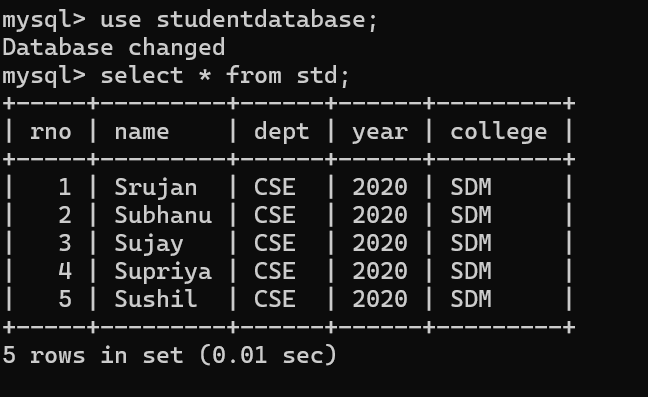 mysql> use studentdatabase;
Database changed
mysql> select * from std;
+-----+---------+------+------+---------+
| rno | name    | dept | year | college |
+-----+---------+------+------+---------+
|   1 | Srujan  | CSE  | 2020 | SDM     |
|   2 | Subhanu | CSE  | 2020 | SDM     |
|   3 | Sujay   | CSE  | 2020 | SDM     |
|   4 | Supriya | CSE  | 2020 | SDM     |
|   5 | Sushil  | CSE  | 2020 | SDM     |
+-----+---------+------+------+---------+
5 rows in set (0.01 sec)